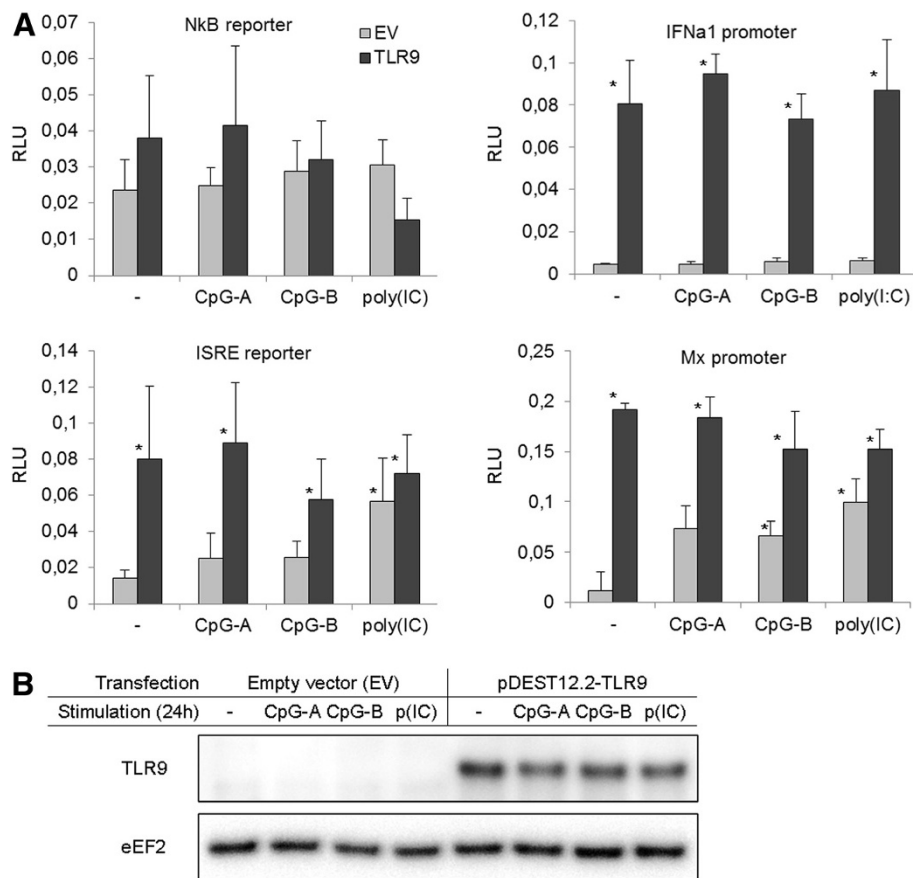 A
NkB reporter
EV
TLR9
RLU
0,07
0,06
0,05
0,04
0,03
0,02
0,01
0
- CpG-A CpG-B poly(IC)
IFNa1 promoter
RLU
0,12
0,1
0,08
0,06
0,04
0,02
0
* * * *
- CpG-A CpG-B poly(I:C)
ISRE reporter
RLU
0,14
0,12
0,1
0,08
0,06
0,04
0,02
0
* * * * *
- CpG-A CpG-B poly(IC)
Mx promoter
RLU
0,25
0,2
0,15
0,1
0,05
0
* * * * * *
- CpG-A CpG-B poly(IC)
B
Transfection Empty vector (EV) pDEST12.2-TLR9
Stimulation (24h) - CpG-A CpG-B p(IC) - CpG-A CpG-B p(IC)
TLR9
eEF2